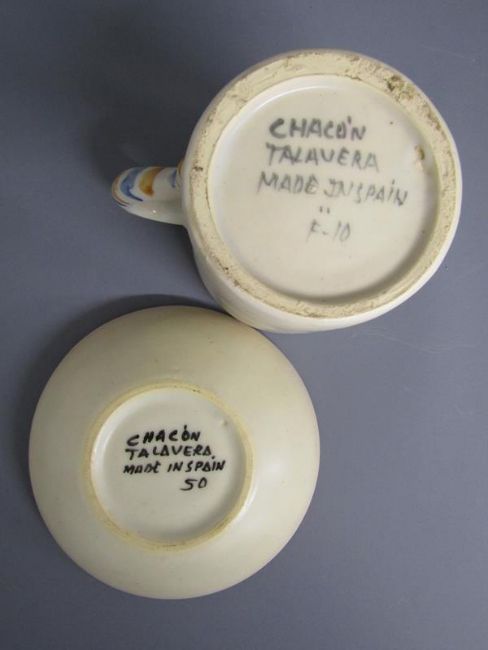 CHACÓN
TALAVERA
MADE IN SPAIN
"
F-10
CHACÓN
TALAVERA
MADE IN SPAIN
50